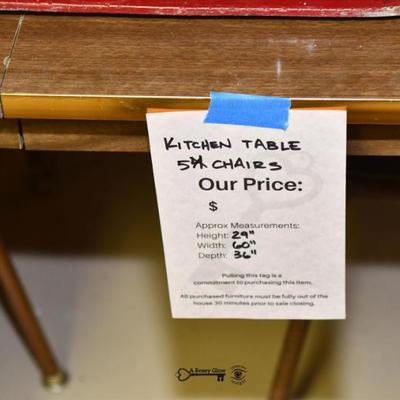 KITCHEN TABLE
5 CHAIRS
Our Price:
$
Approx Measurements:
Height: 29"
Width: 60"
Depth: 36"
Pulling this tag is a
commitment to purchasing this item.
All purchased furniture must be fully out of the
house 30 minutes prior to sale closing.
A Rosey Glow